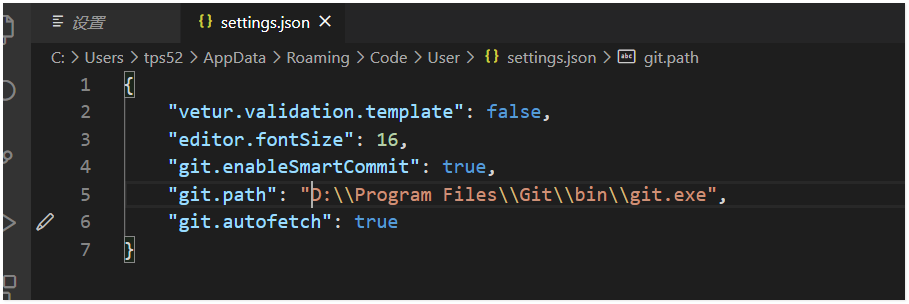 设置
{} settings.json ×
C: > Users > tps52 > AppData > Roaming > Code > User > {} settings.json > abc git.path
1 {
2 "vetur.validation.template": false,
3 "editor.fontSize": 16,
4 "git.enableSmartCommit": true,
5 "git.path": "D:\\Program Files\\Git\\bin\\git.exe",
6 "git.autofetch": true
7 }